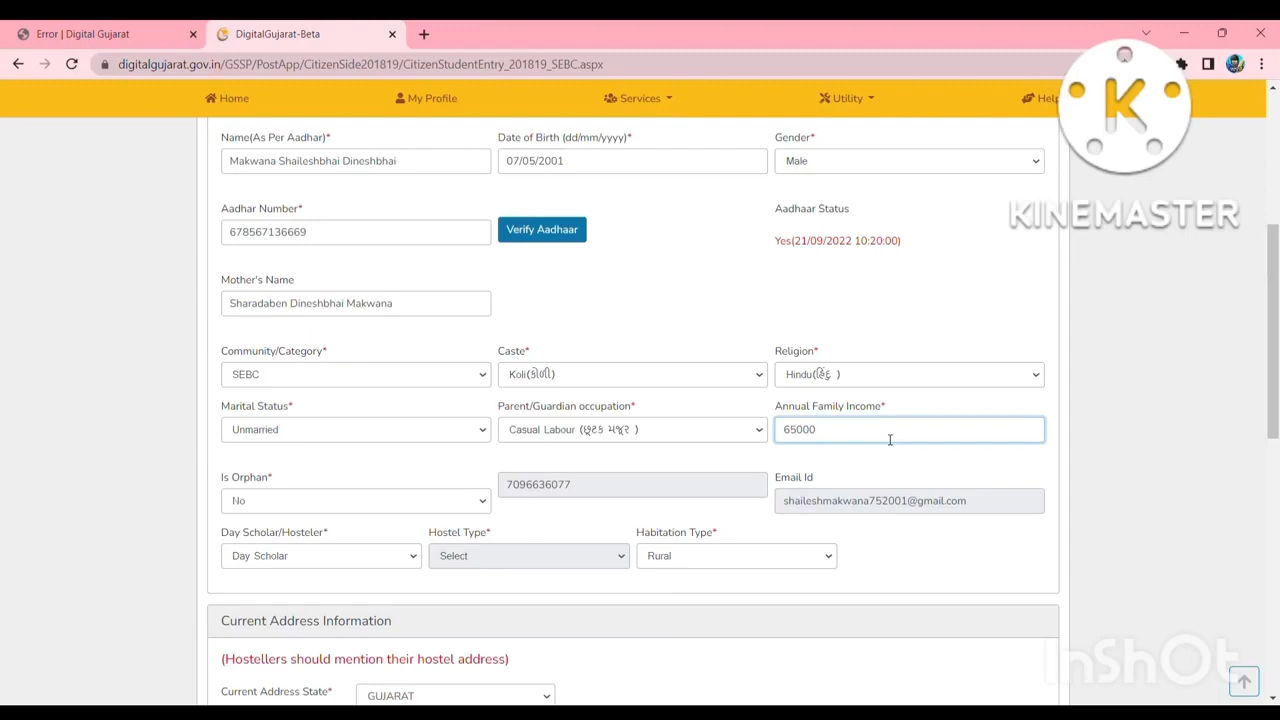 Error | Digital Gujarat
DigitalGujarat-Beta
digitalgujarat.gov.in/GSSP/PostApp/CitizenSide201819/CitizenStudentEntry_201819_SEBC.aspx
Home My Profile Services Utility Help
K
KINEMASTER
Name(As Per Aadhar)* Date of Birth (dd/mm/yyyy)* Gender*
Makwana Shaileshbhai Dineshbhai 07/05/2001 Male
Aadhar Number* Aadhaar Status
678567136669 Verify Aadhaar Yes(21/09/2022 10:20:00)
Mother's Name
Sharadaben Dineshbhai Makwana
Community/Category* Caste* Religion*
SEBC Koli(કોળી) Hindu(હિંદુ )
Marital Status* Parent/Guardian occupation* Annual Family Income*
Unmarried Casual Labour (છૂટક મજૂર ) 65000
Is Orphan* Email Id
No 7096636077 shaileshmakwana752001@gmail.com
Day Scholar/Hosteler* Hostel Type* Habitation Type*
Day Scholar Select Rural
Current Address Information
(Hostellers should mention their hostel address)
Current Address State* GUJARAT
InShOt